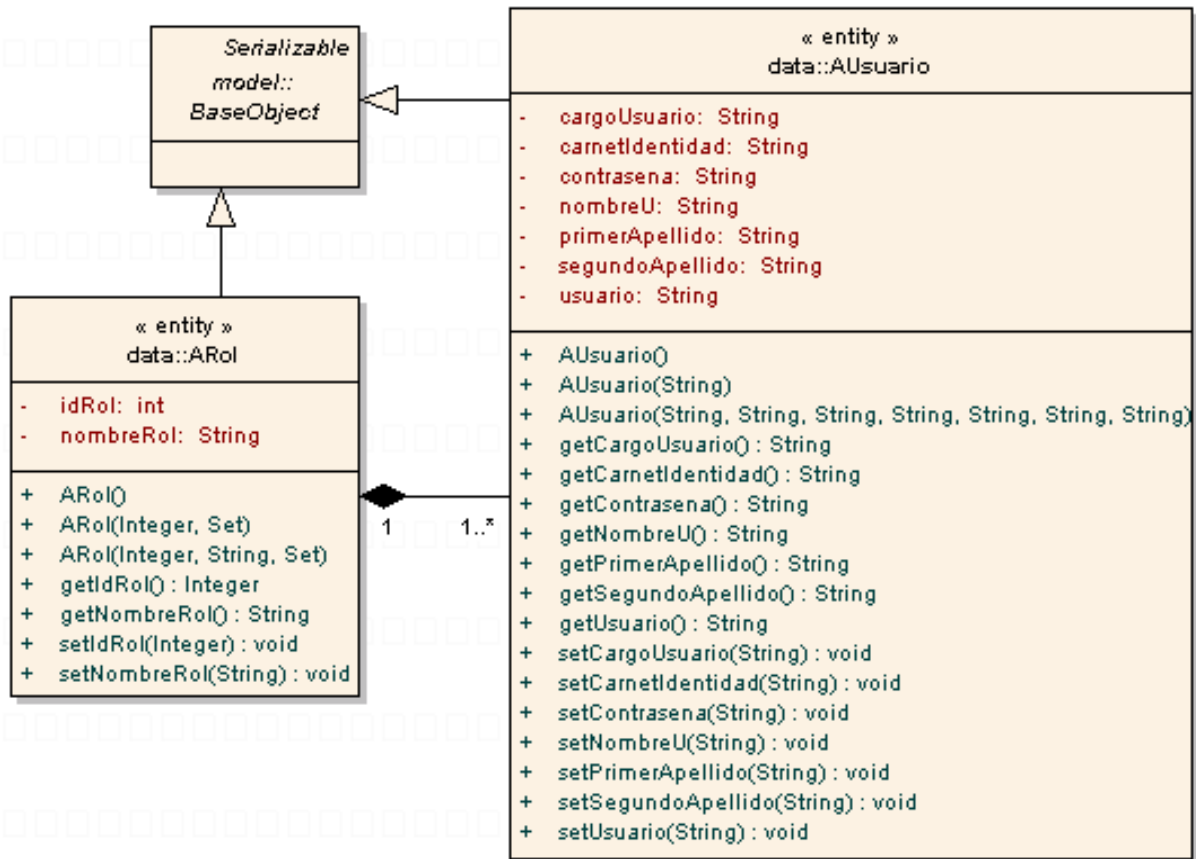 Serializable
model::
BaseObject
« entity »
data::AUsuario
- cargoUsuario: String
- carnetIdentidad: String
- contrasena: String
- nombreU: String
- primerApellido: String
- segundoApellido: String
- usuario: String
+ AUsuario()
+ AUsuario(String)
+ AUsuario(String, String, String, String, String, String, String)
+ getCargoUsuario() : String
+ getCarnetIdentidad() : String
+ getContrasena() : String
+ getNombreU() : String
+ getPrimerApellido() : String
+ getSegundoApellido() : String
+ getUsuario() : String
+ setCargoUsuario(String) : void
+ setCarnetIdentidad(String) : void
+ setContrasena(String) : void
+ setNombreU(String) : void
+ setPrimerApellido(String) : void
+ setSegundoApellido(String) : void
+ setUsuario(String) : void
« entity »
data::ARol
- idRol: int
- nombreRol: String
+ ARol()
+ ARol(Integer, Set)
+ ARol(Integer, String, Set)
+ getIdRol() : Integer
+ getNombreRol() : String
+ setIdRol(Integer) : void
+ setNombreRol(String) : void
1 1..*